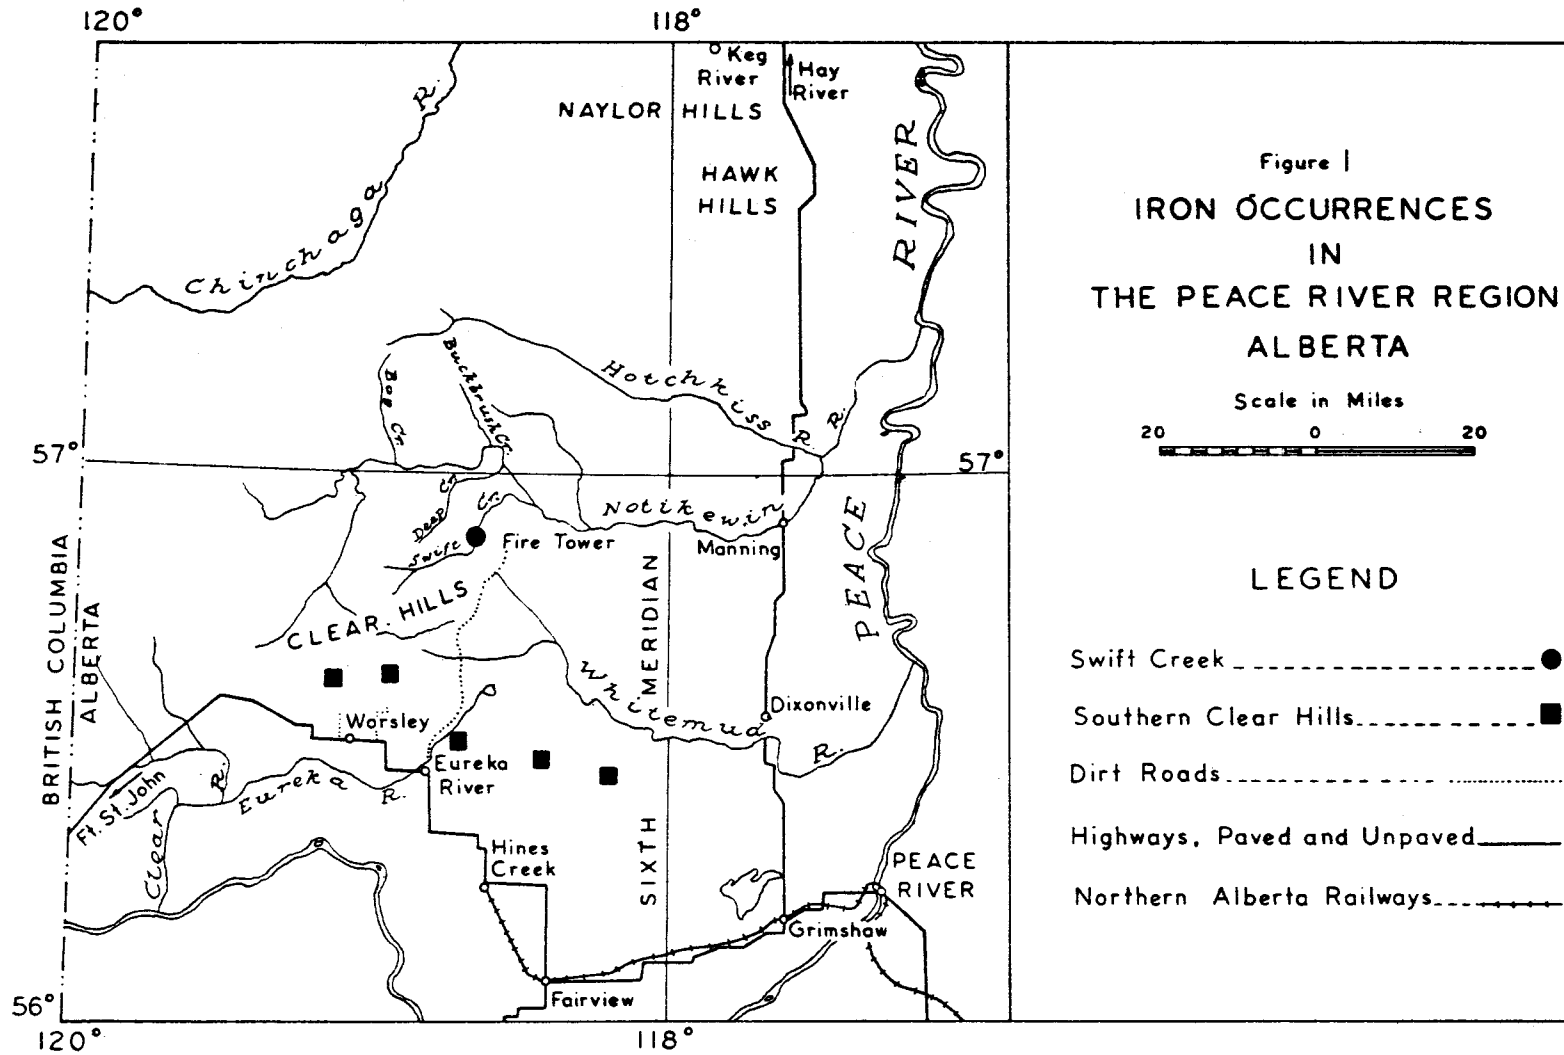 120°
118°
Keg
River
Hay
River
NAYLOR HILLS
HAWK
HILLS
RIVER
Chinchaga R.
Hotchkiss R.
Buckbrush Cr.
Bog Cr.
57°
57°
R.
Deep Cr.
Swift Cr.
Fire Tower
Notikewin
Manning
PEACE
CLEAR HILLS
BRITISH COLUMBIA
ALBERTA
MERIDIAN
SIXTH
Whitemud R.
Dixonville
Worsley
Eureka
River
Eureka R.
Ft. St. John
Clear R.
Hines
Creek
PEACE
RIVER
Grimshaw
Fairview
56°
120°
118°
Figure 1
IRON OCCURRENCES
IN
THE PEACE RIVER REGION
ALBERTA
Scale in Miles
20 0 20
LEGEND
Swift Creek
Southern Clear Hills
Dirt Roads
Highways, Paved and Unpaved
Northern Alberta Railways